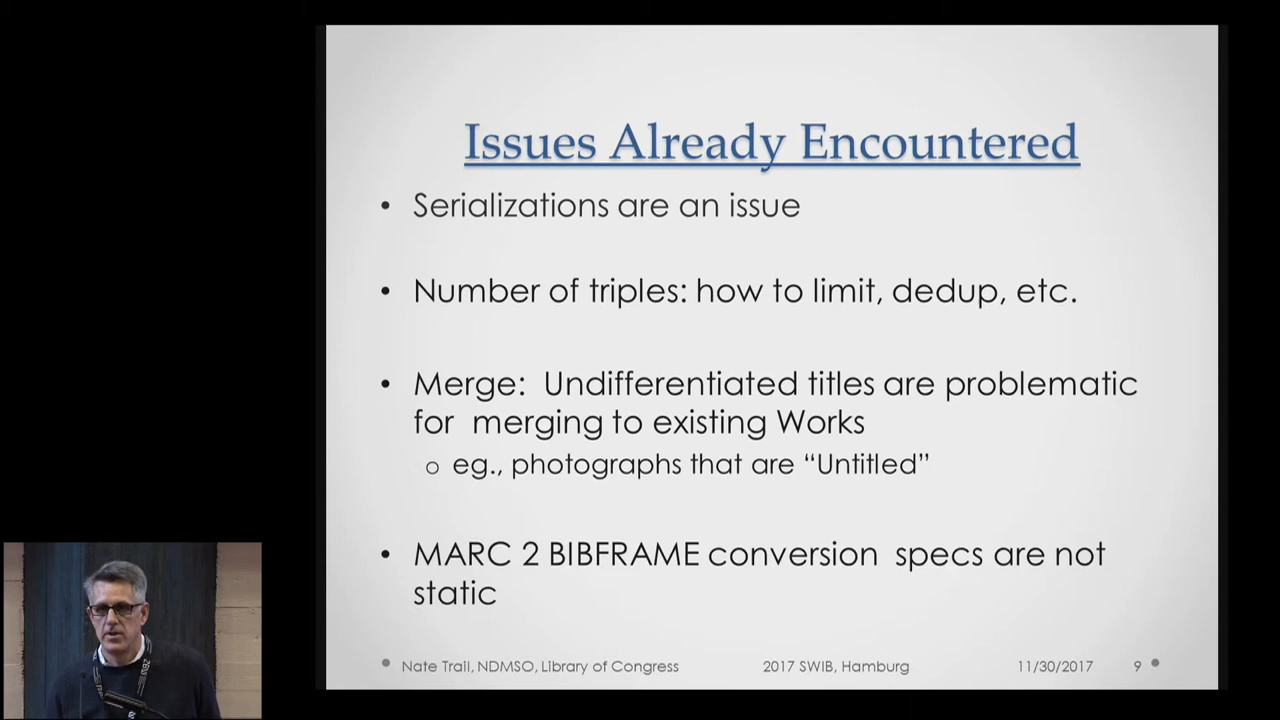 Issues Already Encountered
• Serializations are an issue
• Number of triples: how to limit, dedup, etc.
• Merge: Undifferentiated titles are problematic
for merging to existing Works
o eg., photographs that are “Untitled”
• MARC 2 BIBFRAME conversion specs are not
static
Nate Trail, NDMSO, Library of Congress 2017 SWIB, Hamburg 11/30/2017 9